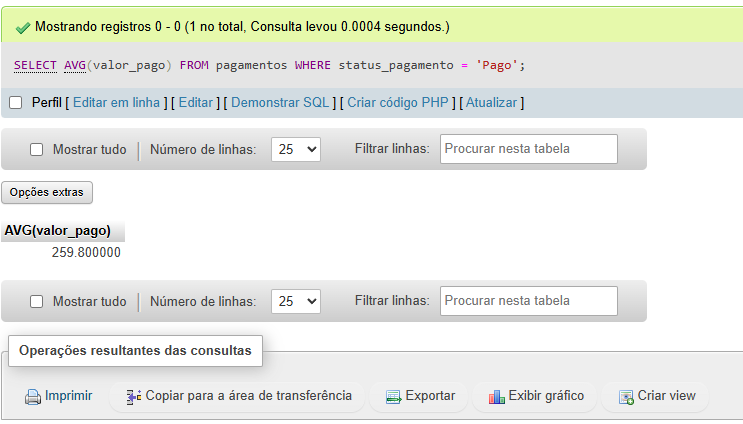 Mostrando registros 0 - 0 (1 no total, Consulta levou 0.0004 segundos.)
SELECT AVG(valor_pago) FROM pagamentos WHERE status_pagamento = 'Pago';
Perfil [ Editar em linha ] [ Editar ] [ Demonstrar SQL ] [ Criar código PHP ] [ Atualizar ]
Mostrar tudo Número de linhas: 25 Filtrar linhas: Procurar nesta tabela
Opções extras
AVG(valor_pago)
259.800000
Mostrar tudo Número de linhas: 25 Filtrar linhas: Procurar nesta tabela
Operações resultantes das consultas
Imprimir Copiar para a área de transferência Exportar Exibir gráfico Criar view